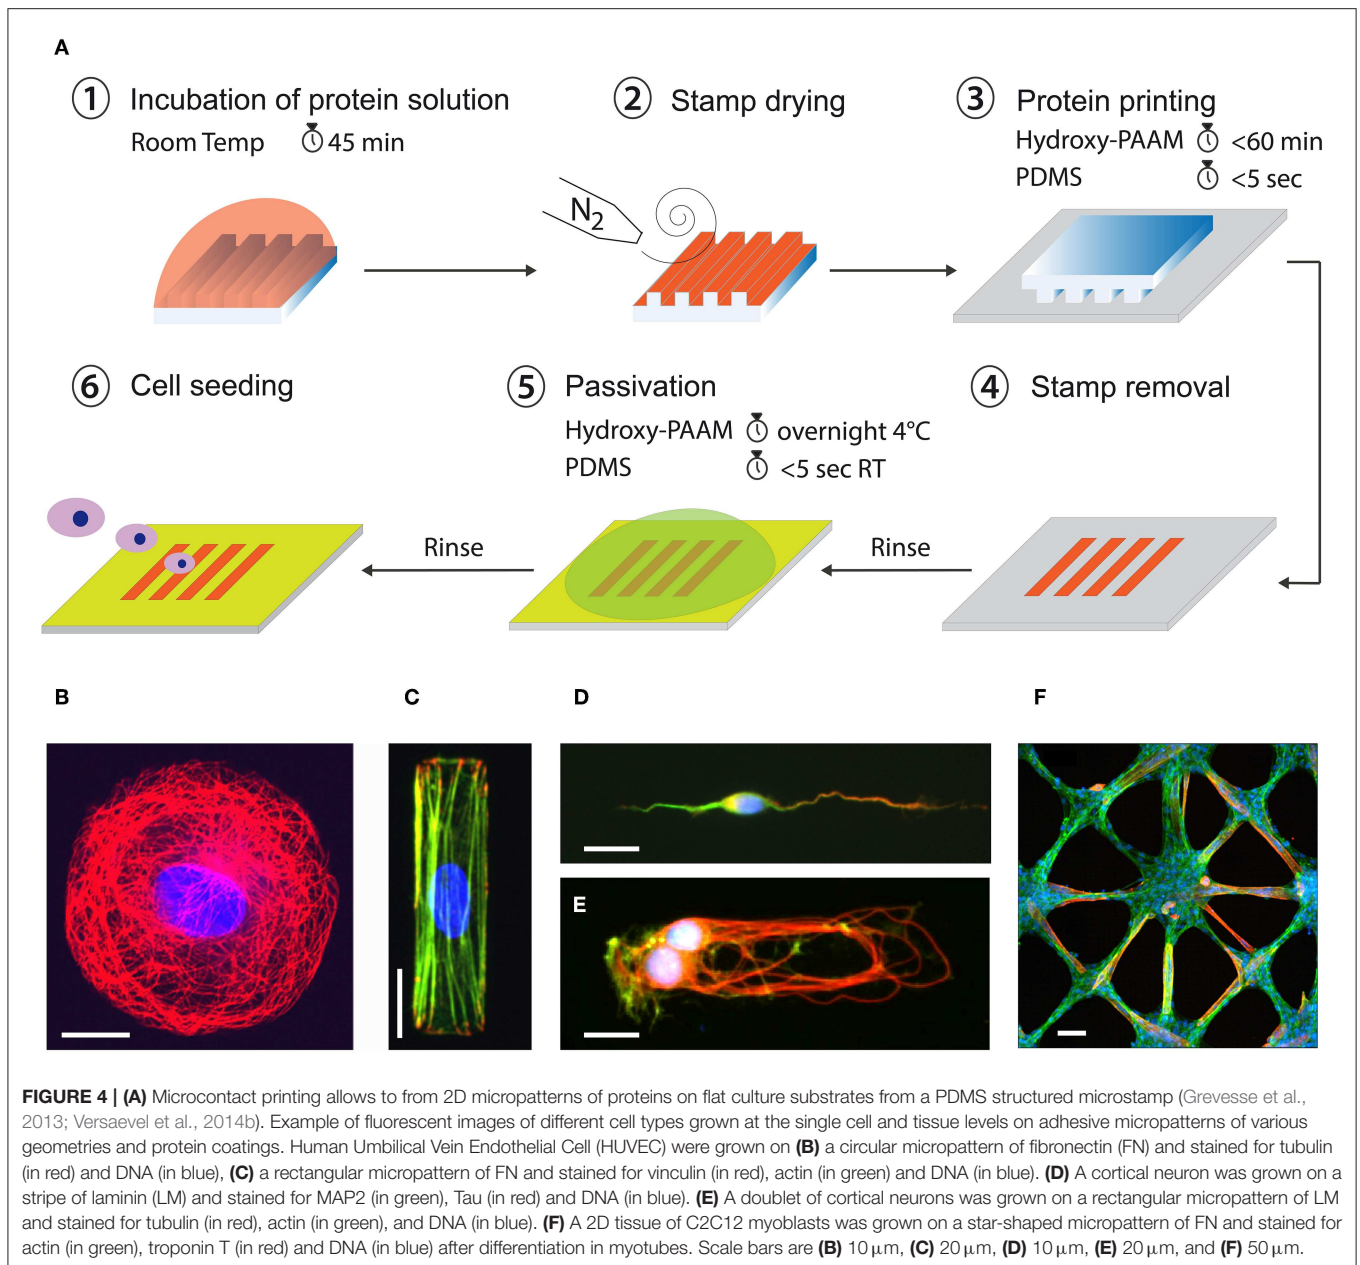 A
1 Incubation of protein solution
Room Temp 45 min
2 Stamp drying
N2
3 Protein printing
Hydroxy-PAAM <60 min
PDMS <5 sec
6 Cell seeding
5 Passivation
Hydroxy-PAAM overnight 4°C
PDMS <5 sec RT
4 Stamp removal
Rinse
Rinse
B
C
D
E
F
FIGURE 4 | (A) Microcontact printing allows to from 2D micropatterns of proteins on flat culture substrates from a PDMS structured microstamp (Grevesse et al.,
2013; Versaevel et al., 2014b). Example of fluorescent images of different cell types grown at the single cell and tissue levels on adhesive micropatterns of various
geometries and protein coatings. Human Umbilical Vein Endothelial Cell (HUVEC) were grown on (B) a circular micropattern of fibronectin (FN) and stained for tubulin
(in red) and DNA (in blue), (C) a rectangular micropattern of FN and stained for vinculin (in red), actin (in green) and DNA (in blue). (D) A cortical neuron was grown on a
stripe of laminin (LM) and stained for MAP2 (in green), Tau (in red) and DNA (in blue). (E) A doublet of cortical neurons was grown on a rectangular micropattern of LM
and stained for tubulin (in red), actin (in green), and DNA (in blue). (F) A 2D tissue of C2C12 myoblasts was grown on a star-shaped micropattern of FN and stained for
actin (in green), troponin T (in red) and DNA (in blue) after differentiation in myotubes. Scale bars are (B) 10 μm, (C) 20 μm, (D) 10 μm, (E) 20 μm, and (F) 50 μm.